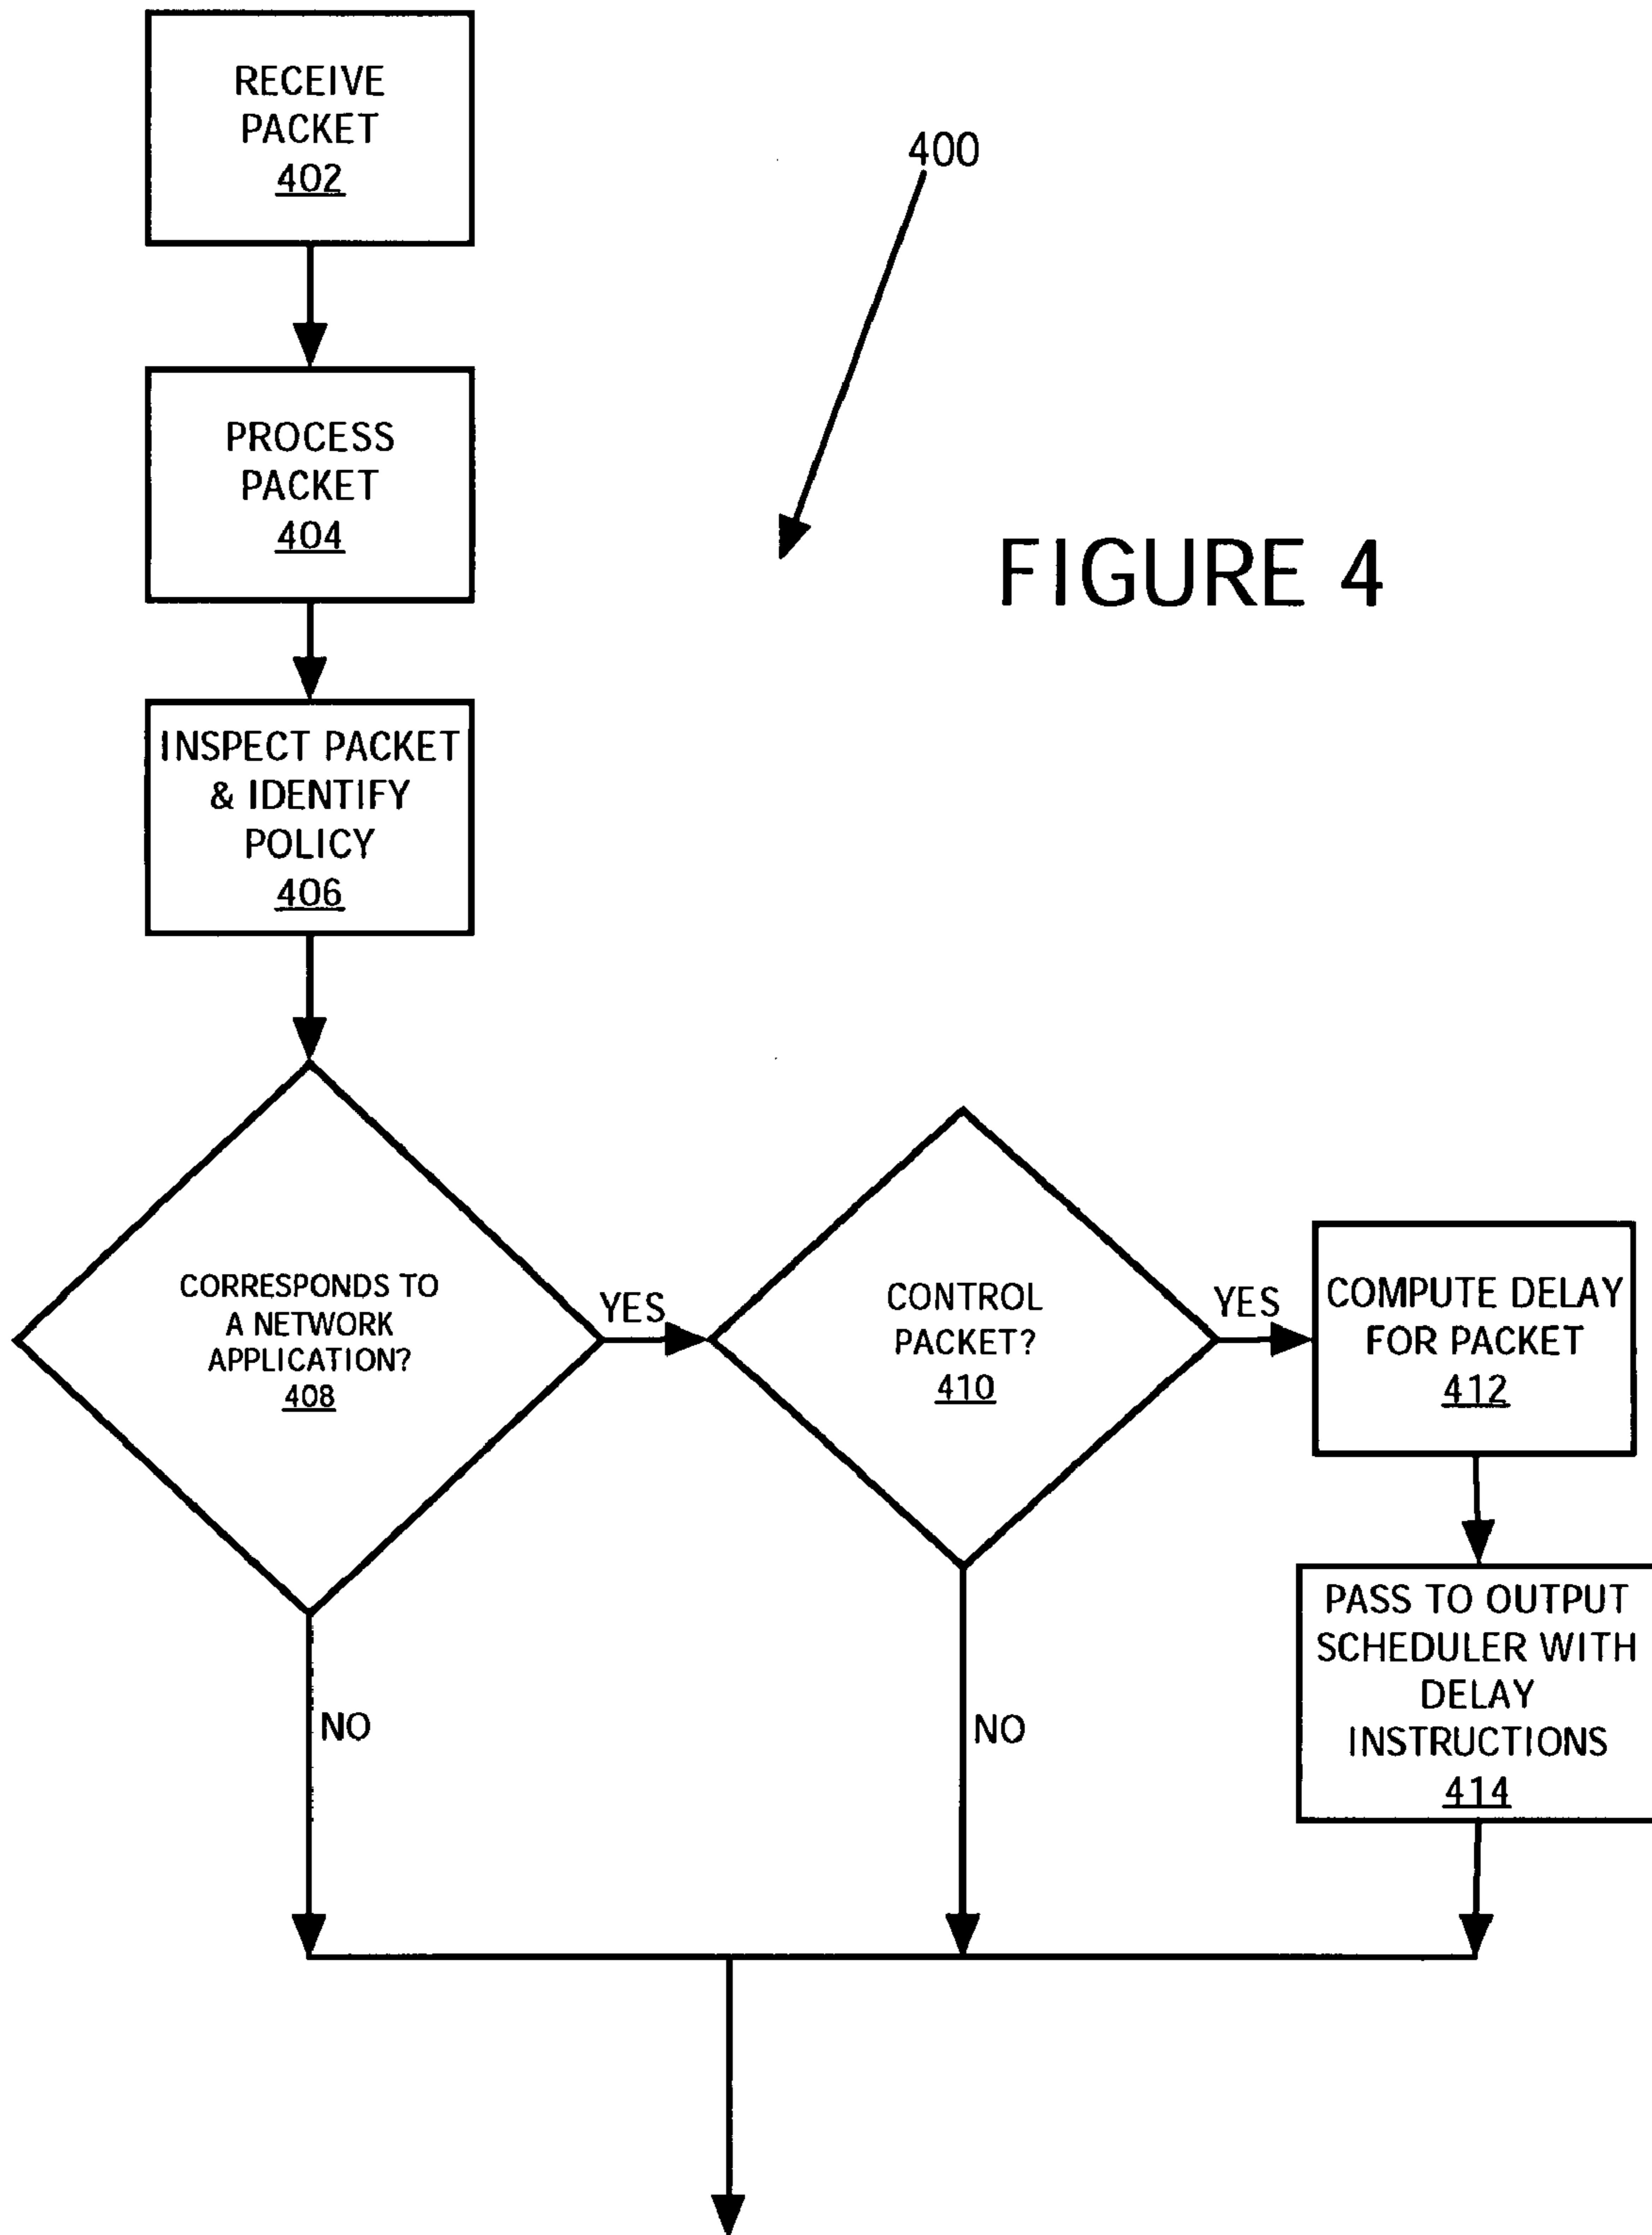 RECEIVE
PACKET
402
400
PROCESS
PACKET
404
FIGURE 4
INSPECT PACKET
& IDENTIFY
POLICY
406
CORRESPONDS TO
A NETWORK
APPLICATION?
408
YES
CONTROL
PACKET?
410
YES
COMPUTE DELAY
FOR PACKET
412
PASS TO OUTPUT
SCHEDULER WITH
DELAY
INSTRUCTIONS
414
NO
NO